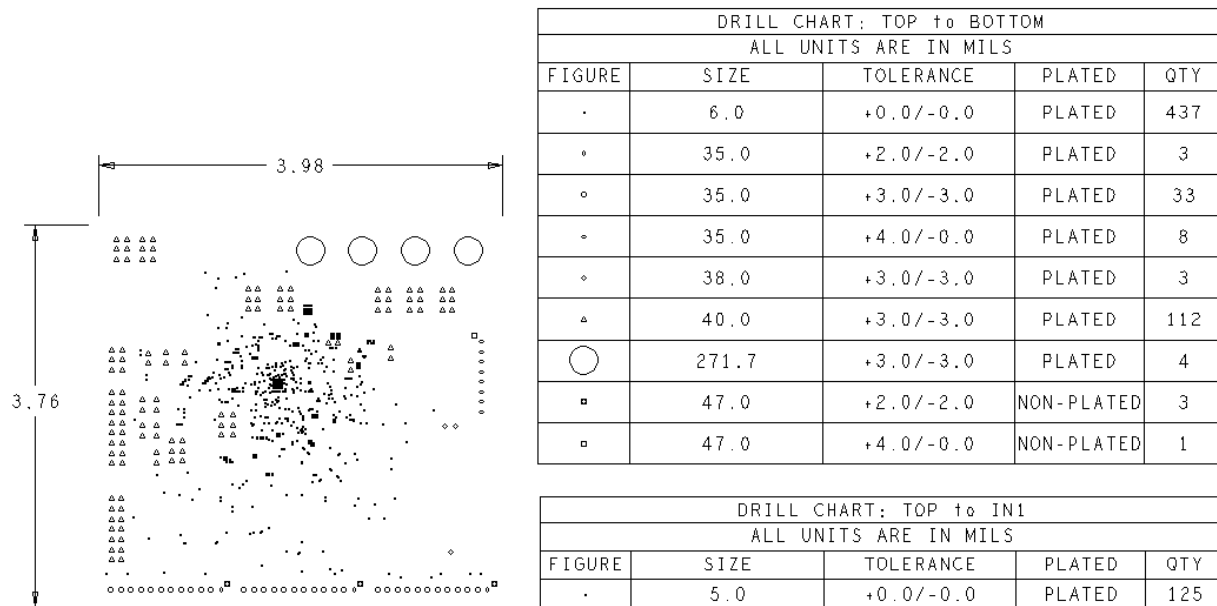 3.98
3.76
DRILL CHART: TOP to BOTTOM
ALL UNITS ARE IN MILS
FIGURE SIZE TOLERANCE PLATED QTY
6.0 +0.0/-0.0 PLATED 437
35.0 +2.0/-2.0 PLATED 3
35.0 +3.0/-3.0 PLATED 33
35.0 +4.0/-0.0 PLATED 8
38.0 +3.0/-3.0 PLATED 3
40.0 +3.0/-3.0 PLATED 112
271.7 +3.0/-3.0 PLATED 4
47.0 +2.0/-2.0 NON-PLATED 3
47.0 +4.0/-0.0 NON-PLATED 1
DRILL CHART: TOP to IN1
ALL UNITS ARE IN MILS
FIGURE SIZE TOLERANCE PLATED QTY
5.0 +0.0/-0.0 PLATED 125